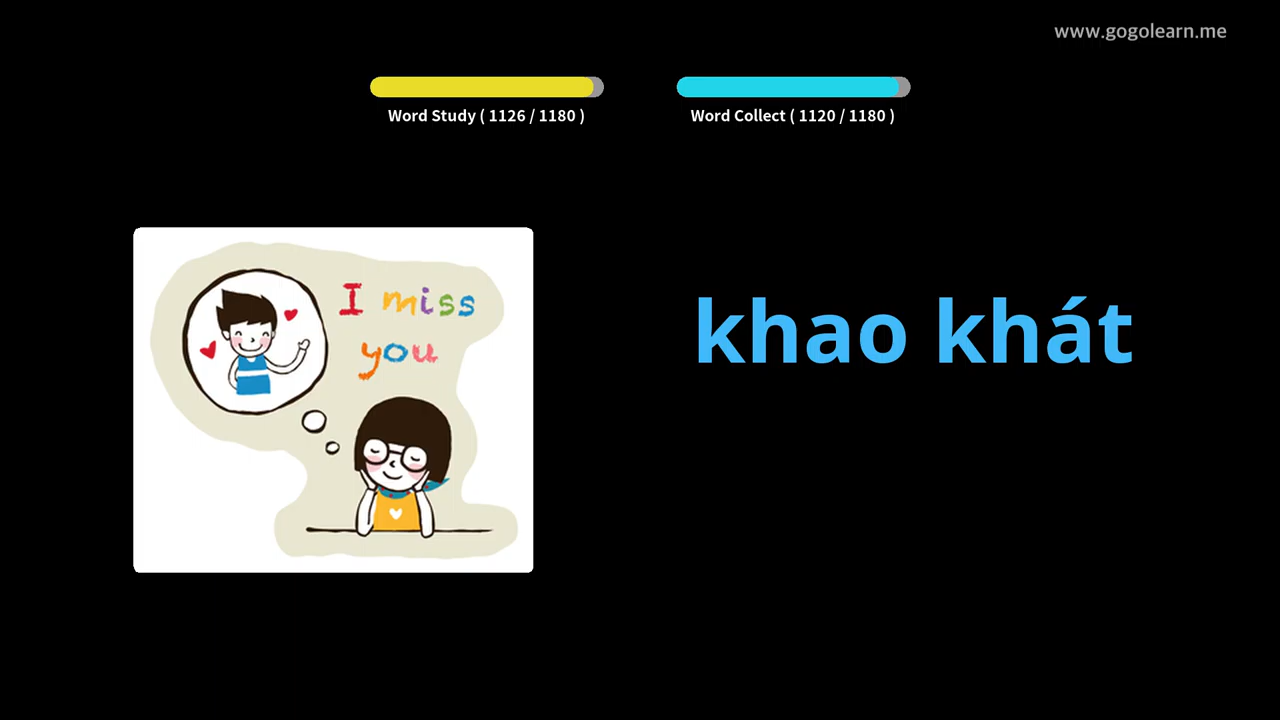 www.gogolearn.me
Word Study ( 1126 / 1180 )
Word Collect ( 1120 / 1180 )
I miss
you
khao khát